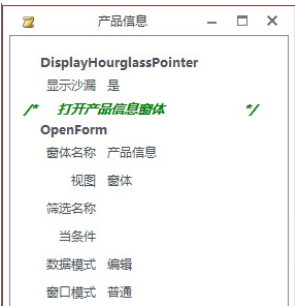 产品信息
DisplayHourglassPointer
显示沙漏 是
/* 打开产品信息窗体 */
OpenForm
窗体名称 产品信息
视图 窗体
筛选名称
当条件
数据模式 编辑
窗口模式 普通